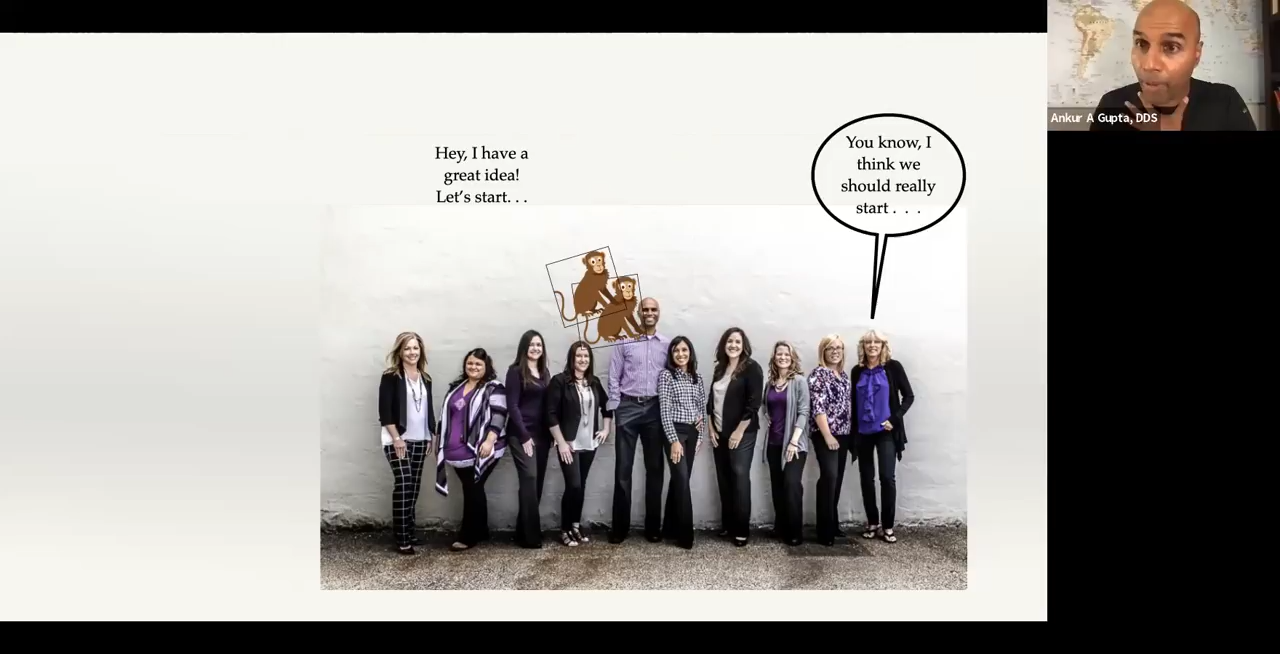 Hey, I have a
great idea!
Let’s start. . .
You know, I
think we
should really
start . . .
Ankur A Gupta, DDS